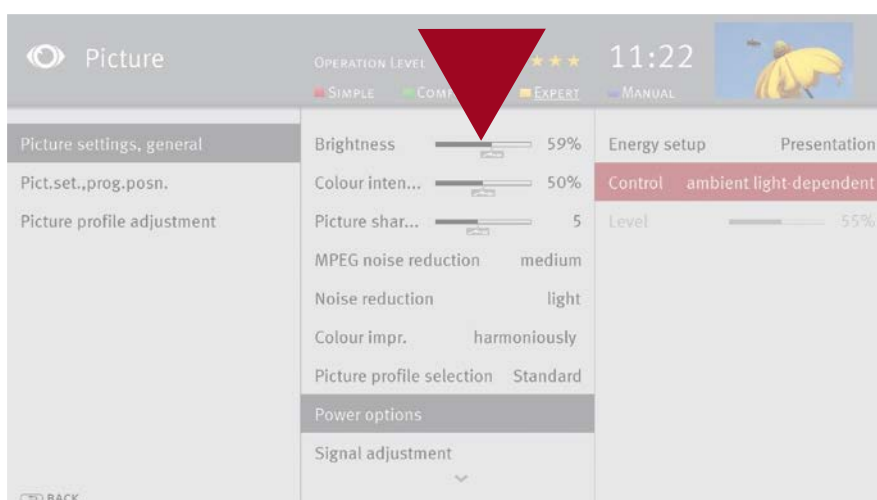 Picture
OPERATION LEVEL
11:22
SIMPLE
EXPERT
MANUAL
Picture settings, general
Pict.set.,prog.posn.
Picture profile adjustment
Brightness 59%
Colour inten... 50%
Picture shar... 5
MPEG noise reduction medium
Noise reduction light
Colour impr. harmoniously
Picture profile selection Standard
Power options
Signal adjustment
Energy setup Presentation
Control ambient light-dependent
Level 55%
BACK